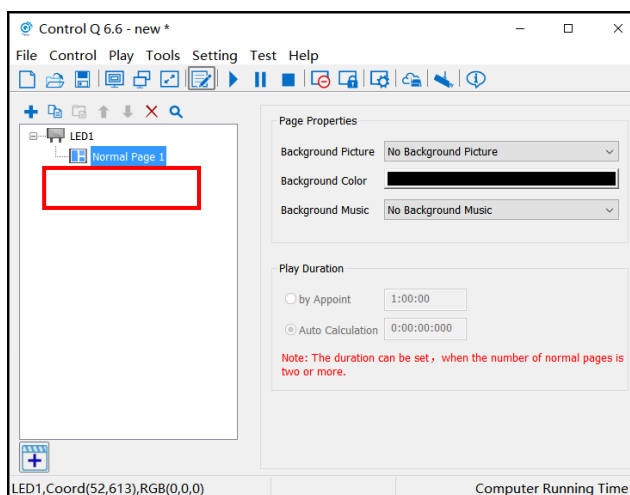 Control Q 6.6 - new *
File Control Play Tools Setting Test Help
LED1
Normal Page 1
Page Properties
Background Picture No Background Picture
Background Color
Background Music No Background Music
Play Duration
by Appoint 1:00:00
Auto Calculation 0:00:00:000
Note: The duration can be set，when the number of normal pages is
two or more.
LED1,Coord(52,613),RGB(0,0,0) Computer Running Time